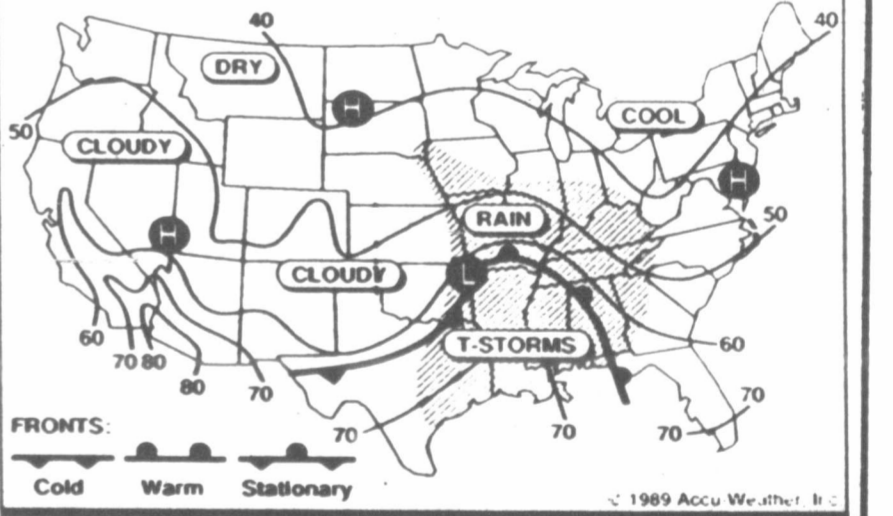 40
40
DRY
H
COOL
50
CLOUDY
H
50
RAIN
H
CLOUDY
L
T-STORMS
60
60
70
80
80
70
70
70
70
70
FRONTS:
Cold
Warm
Stationary
1989 Accu-Weather,